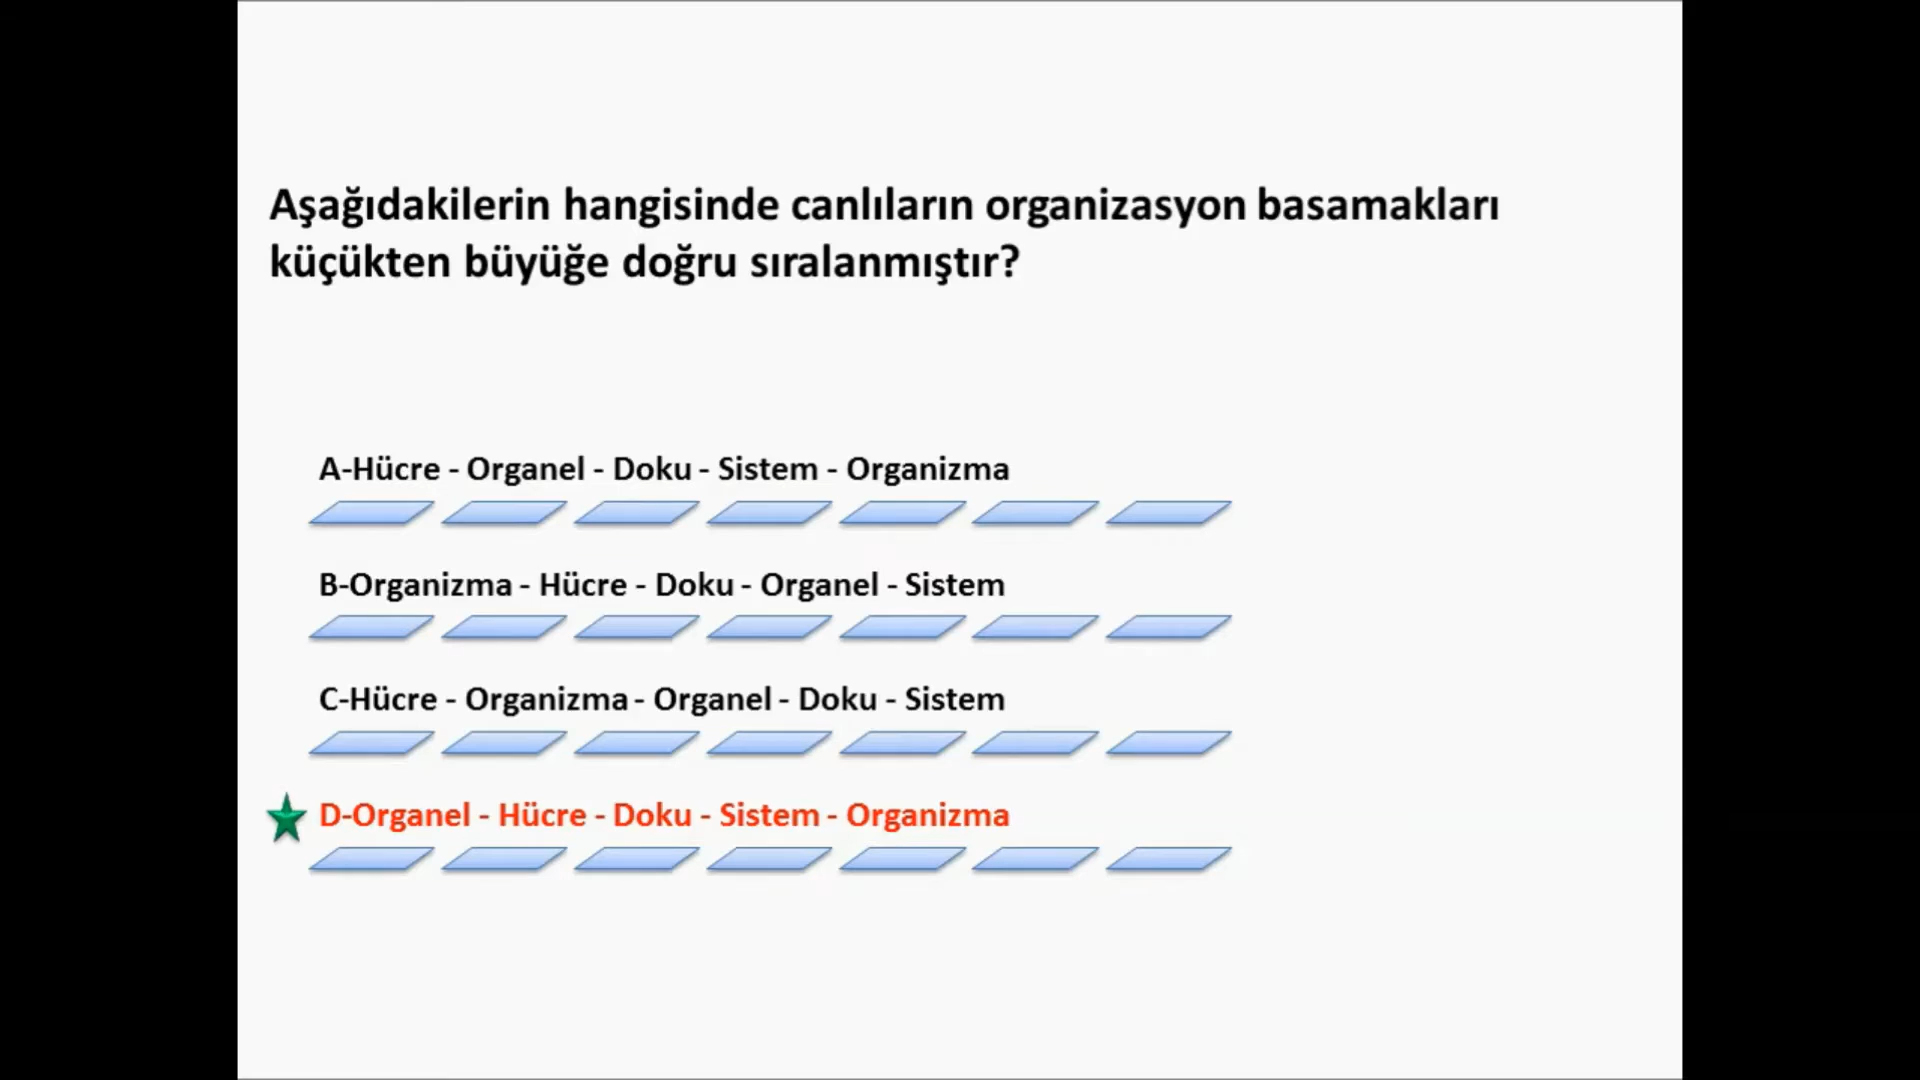 Aşağıdakilerin hangisinde canlıların organizasyon basamakları
küçükten büyüğe doğru sıralanmıştır?
A-Hücre - Organel - Doku - Sistem - Organizma
B-Organizma - Hücre - Doku - Organel - Sistem
C-Hücre - Organizma - Organel - Doku - Sistem
D-Organel - Hücre - Doku - Sistem - Organizma